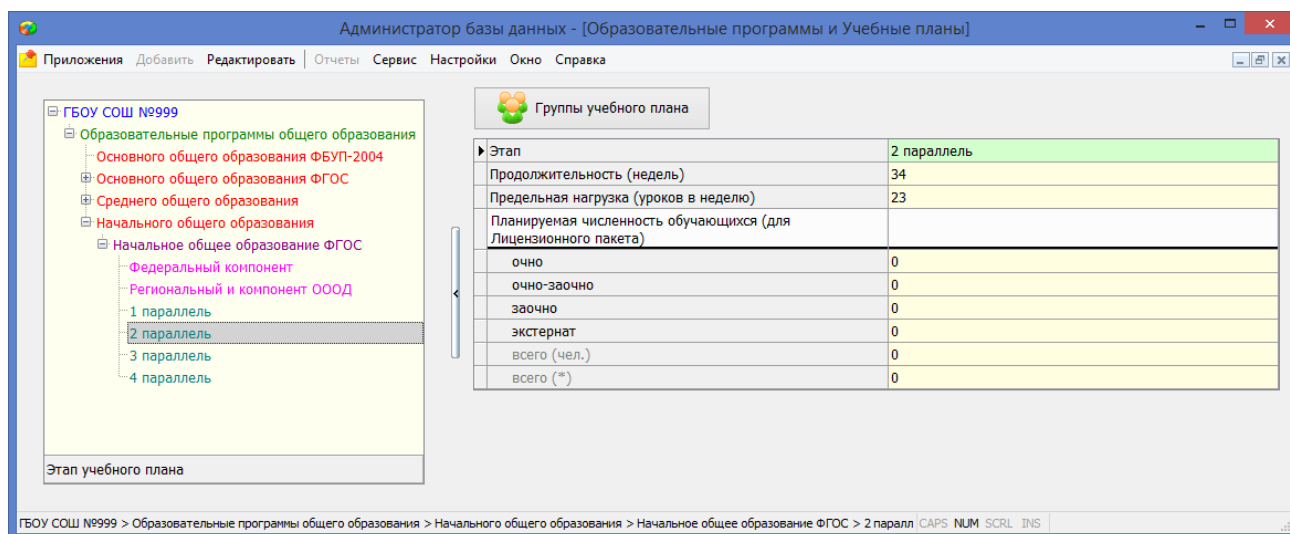 Администратор базы данных - [Образовательные программы и Учебные планы]
Приложения Добавить Редактировать Отчеты Сервис Настройки Окно Справка
ГБОУ СОШ №999
Образовательные программы общего образования
Основного общего образования ФБУП-2004
Основного общего образования ФГОС
Среднего общего образования
Начального общего образования
Начальное общее образование ФГОС
Федеральный компонент
Региональный и компонент ОООД
1 параллель
2 параллель
3 параллель
4 параллель
Этап учебного плана
Группы учебного плана
Этап 2 параллель
Продолжительность (недель) 34
Предельная нагрузка (уроков в неделю) 23
Планируемая численность обучающихся (для
Лицензионного пакета)
очно 0
очно-заочно 0
заочно 0
экстернат 0
всего (чел.) 0
всего (*) 0
ГБОУ СОШ №999 > Образовательные программы общего образования > Начального общего образования > Начальное общее образование ФГОС > 2 паралл CAPS NUM SCRL INS